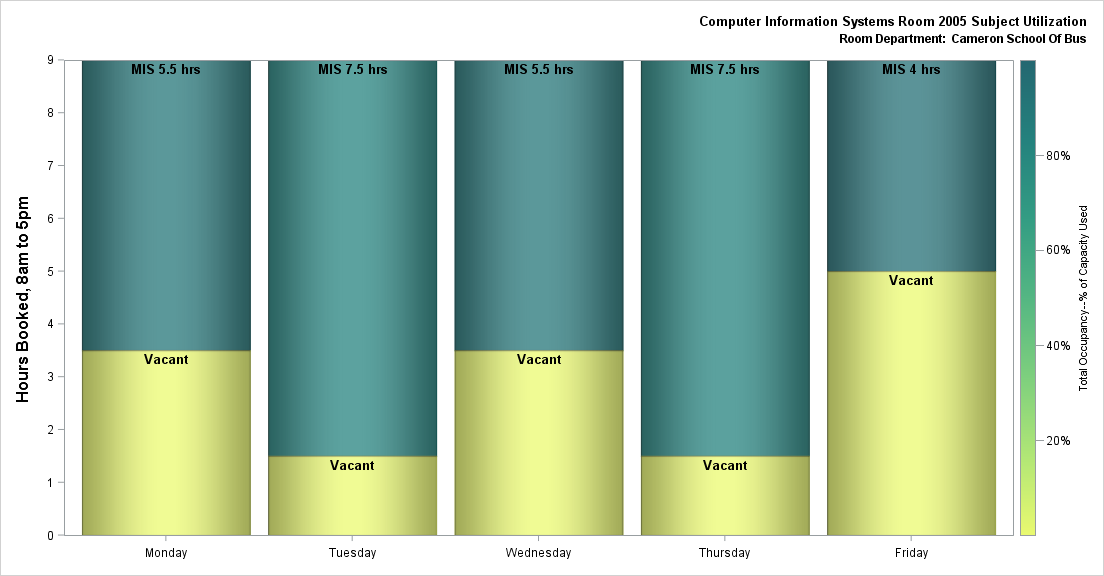 Computer Information Systems Room 2005 Subject Utilization
Room Department: Cameron School Of Bus
Hours Booked, 8am to 5pm
9
8
7
6
5
4
3
2
1
0
MIS 5.5 hrs
MIS 7.5 hrs
MIS 5.5 hrs
MIS 7.5 hrs
MIS 4 hrs
Vacant
Vacant
Vacant
Vacant
Vacant
Monday
Tuesday
Wednesday
Thursday
Friday
80%
60%
40%
20%
Total Occupancy--% of Capacity Used